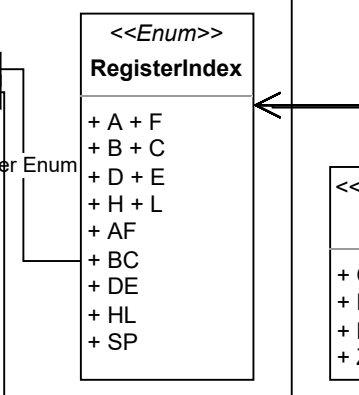 <<Enum>>
RegisterIndex
+ A + F
+ B + C
+ D + E
+ H + L
+ AF
+ BC
+ DE
+ HL
+ SP
er Enum
<<
+
+
+
+